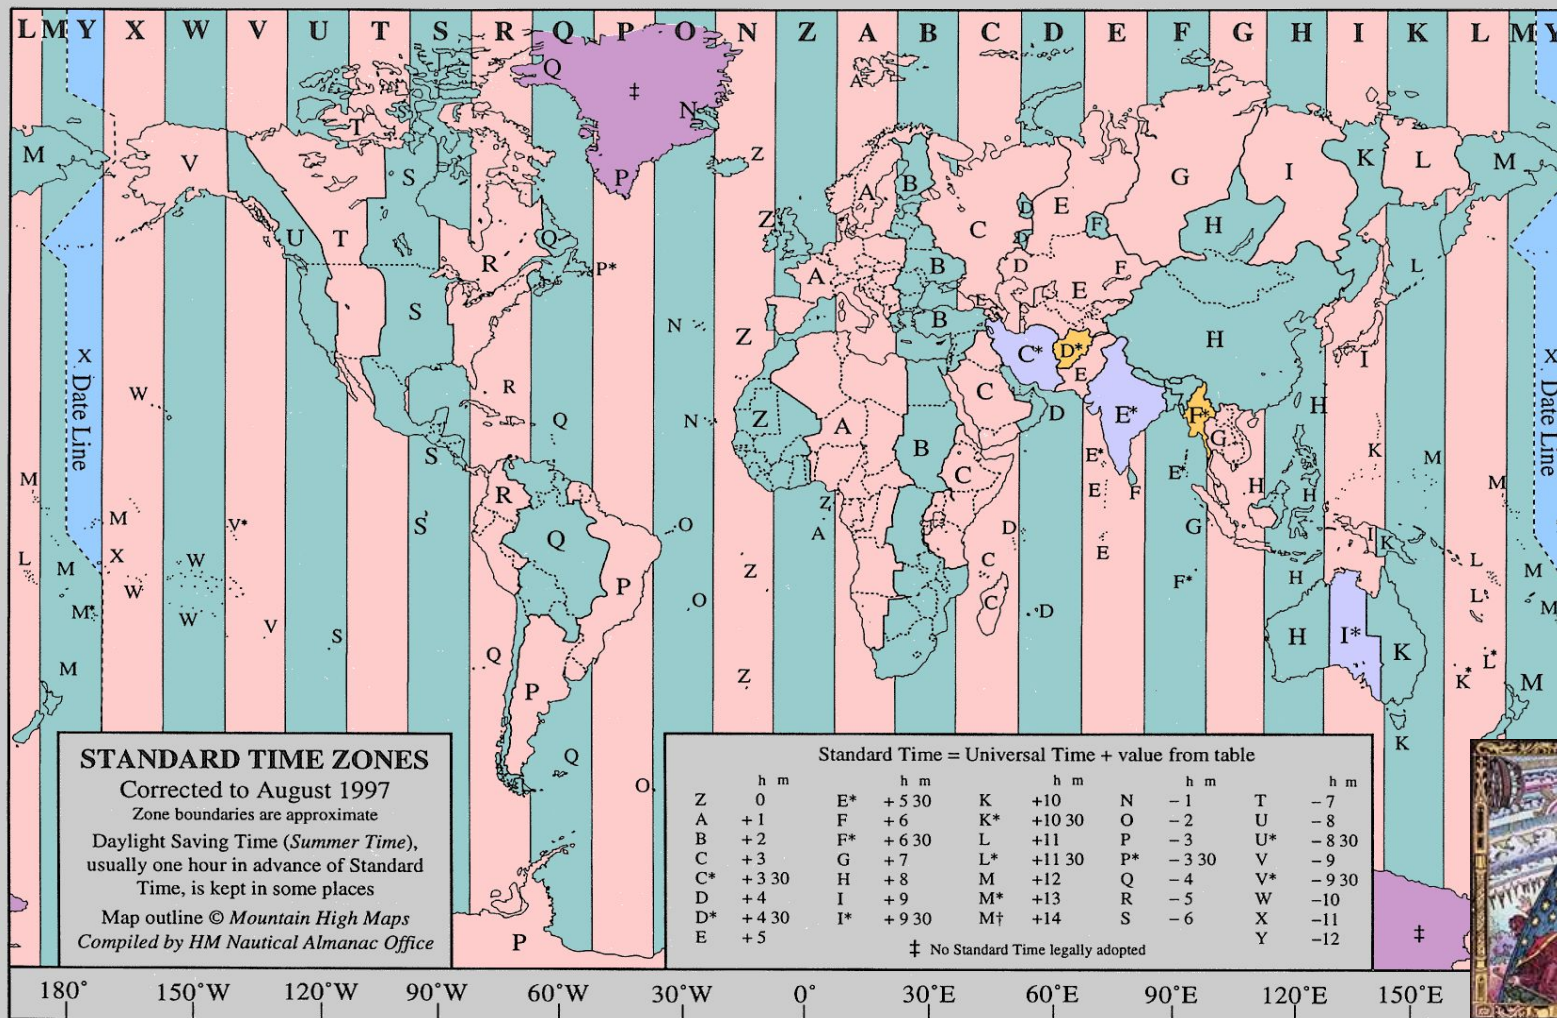 L M Y X W V U T S R Q P O N Z A B C D E F G H I K L M Y
Q ‡ A
N
T
M V S Z A B D E G I K L M
P
U T Q Z C D F H
R P* A B D E F L
S N Z B E H I
X Date Line C* D* E X Date Line
W R Q N Z A C D E* F* H
S B G K
M R C E* E* H M M
E F H
M V* S O Z D G
Q A I K
L X W Z C E L
M W P F* H M
M* W O C D L M*
V S H I* K
M Q Z L* K* M
P
Q K
O
STANDARD TIME ZONES
Corrected to August 1997
Zone boundaries are approximate
Daylight Saving Time (Summer Time),
usually one hour in advance of Standard
Time, is kept in some places
Map outline © Mountain High Maps
Compiled by HM Nautical Almanac Office
P
Standard Time = Universal Time + value from table
h m h m h m h m h m
Z 0 E* + 5 30 K +10 N – 1 T – 7
A + 1 F + 6 K* +10 30 O – 2 U – 8
B + 2 F* + 6 30 L +11 P – 3 U* – 8 30
C + 3 G + 7 L* +11 30 P* – 3 30 V – 9
C* + 3 30 H + 8 M +12 Q – 4 V* – 9 30
D + 4 I + 9 M* +13 R – 5 W –10
D* + 4 30 I* + 9 30 M† +14 S – 6 X –11
E + 5 Y –12
‡ No Standard Time legally adopted
‡
180° 150°W 120°W 90°W 60°W 30°W 0° 30°E 60°E 90°E 120°E 150°E